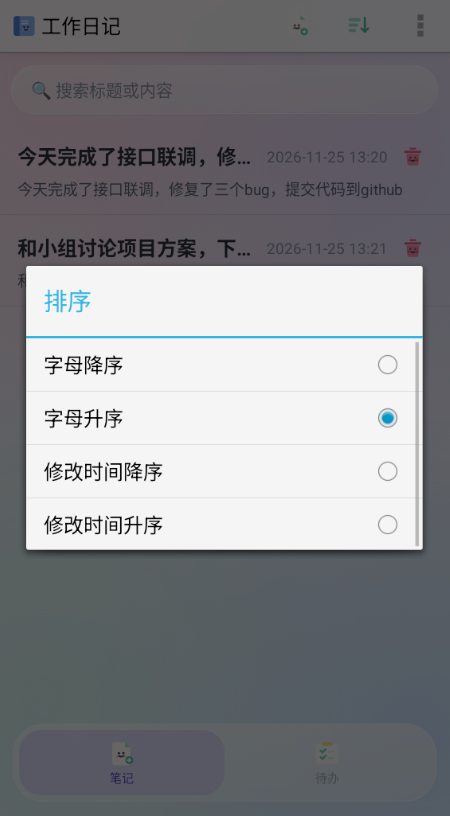 工作日记
搜索标题或内容
今天完成了接口联调，修... 2026-11-25 13:20
今天完成了接口联调，修复了三个bug，提交代码到github
和小组讨论项目方案，下... 2026-11-25 13:21
排序
字母降序
字母升序
修改时间降序
修改时间升序
笔记
待办